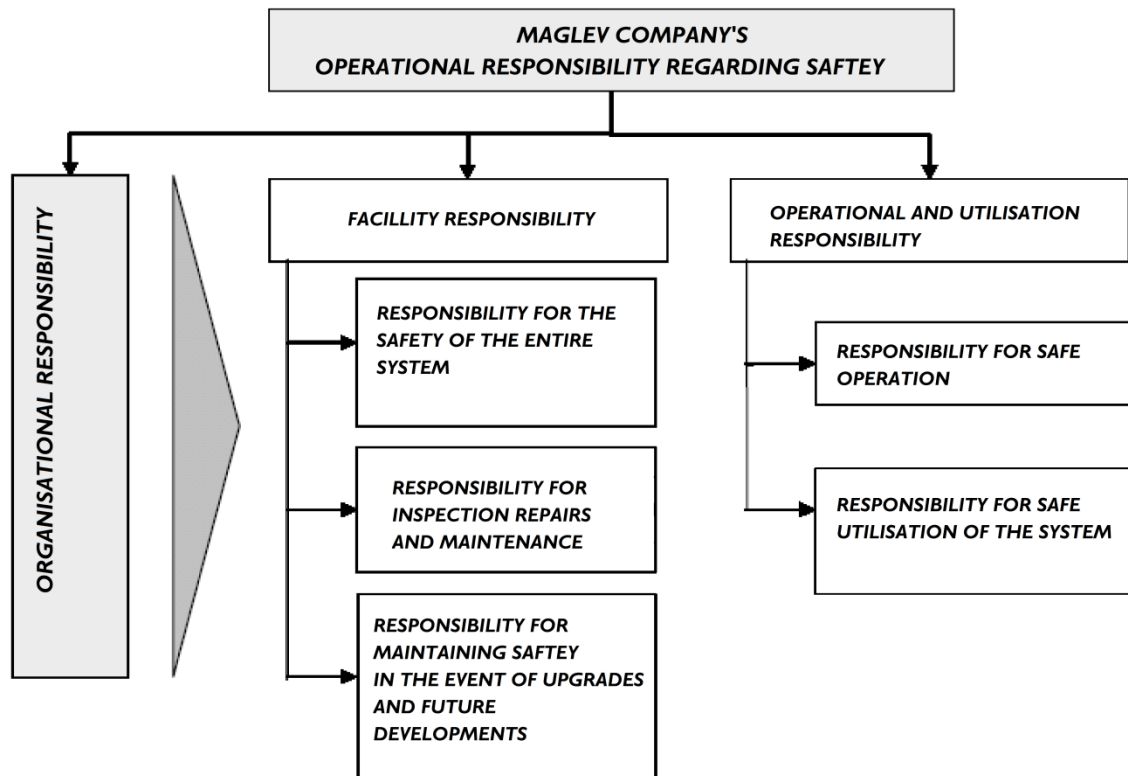 MAGLEV COMPANY'S
OPERATIONAL RESPONSIBILITY REGARDING SAFTEY
ORGANISATIONAL RESPONSIBILITY
FACILLITY RESPONSIBILITY
RESPONSIBILITY FOR THE
SAFETY OF THE ENTIRE
SYSTEM
RESPONSIBILITY FOR
INSPECTION REPAIRS
AND MAINTENANCE
RESPONSIBILITY FOR
MAINTAINING SAFTEY
IN THE EVENT OF UPGRADES
AND FUTURE
DEVELOPMENTS
OPERATIONAL AND UTILISATION
RESPONSIBILITY
RESPONSIBILITY FOR SAFE
OPERATION
RESPONSIBILITY FOR SAFE
UTILISATION OF THE SYSTEM